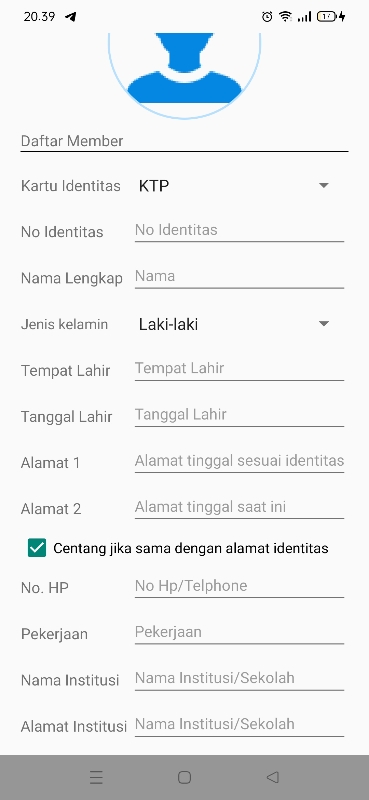 20.39
17
Daftar Member
Kartu Identitas KTP
No Identitas No Identitas
Nama Lengkap Nama
Jenis kelamin Laki-laki
Tempat Lahir Tempat Lahir
Tanggal Lahir Tanggal Lahir
Alamat 1 Alamat tinggal sesuai identitas
Alamat 2 Alamat tinggal saat ini
Centang jika sama dengan alamat identitas
No. HP No Hp/Telphone
Pekerjaan Pekerjaan
Nama Institusi Nama Institusi/Sekolah
Alamat Institusi Nama Institusi/Sekolah